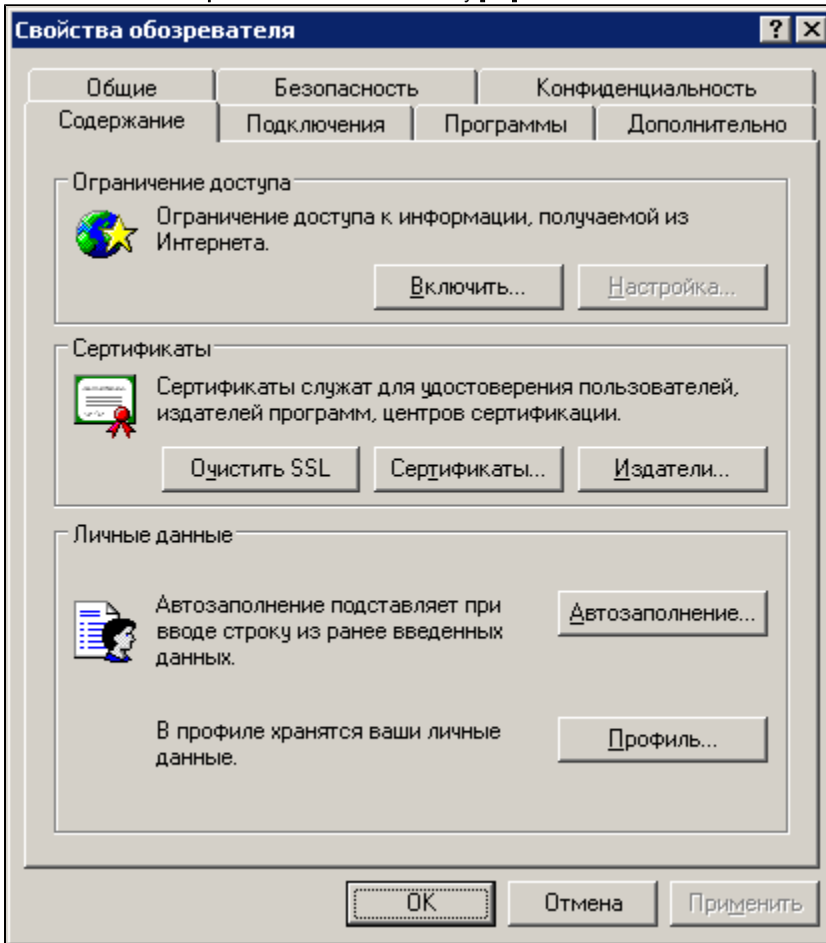 Свойства обозревателя
Общие Безопасность Конфиденциальность
Содержание Подключения Программы Дополнительно
Ограничение доступа
Ограничение доступа к информации, получаемой из
Интернета.
Включить... Настройка...
Сертификаты
Сертификаты служат для удостоверения пользователей,
издателей программ, центров сертификации.
Очистить SSL Сертификаты... Издатели...
Личные данные
Автозаполнение подставляет при
вводе строку из ранее введенных
данных.
Автозаполнение...
В профиле хранятся ваши личные
данные.
Профиль...
OK Отмена Применить